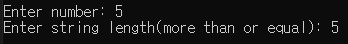 Enter number: 5
Enter string length(more than or equal): 5